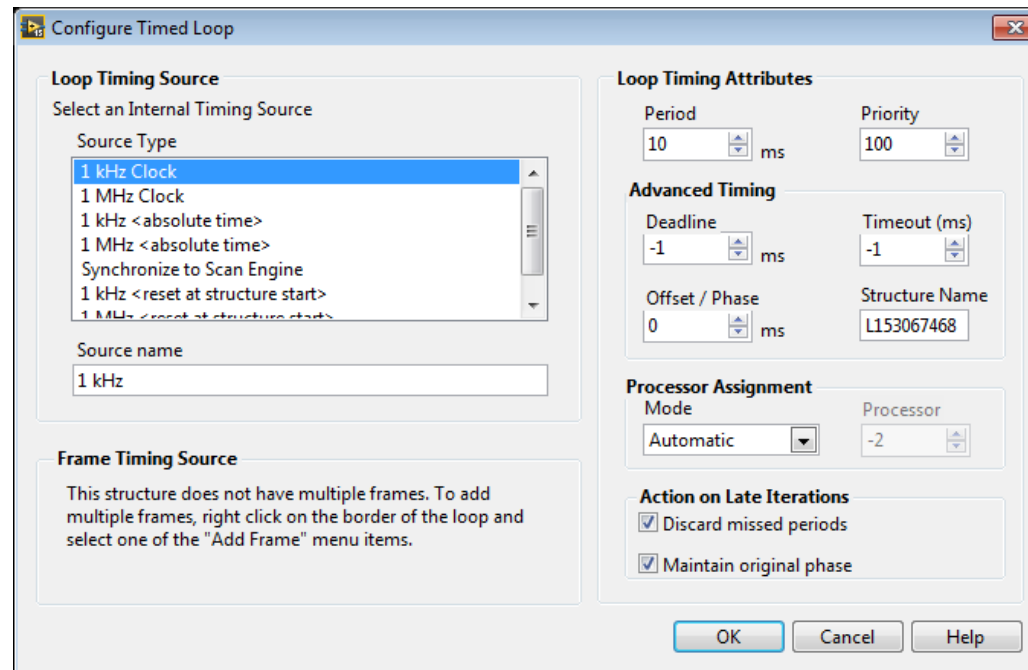 Configure Timed Loop
Loop Timing Source
Select an Internal Timing Source
Source Type
1 kHz Clock
1 MHz Clock
1 kHz <absolute time>
1 MHz <absolute time>
Synchronize to Scan Engine
1 kHz <reset at structure start>
1 MHz <reset at structure start>
Source name
1 kHz
Frame Timing Source
This structure does not have multiple frames. To add
multiple frames, right click on the border of the loop and
select one of the "Add Frame" menu items.
Loop Timing Attributes
Period Priority
10 ms 100
Advanced Timing
Deadline Timeout (ms)
-1 ms -1
Offset / Phase Structure Name
0 ms L153067468
Processor Assignment
Mode Processor
Automatic -2
Action on Late Iterations
Discard missed periods
Maintain original phase
OK Cancel Help